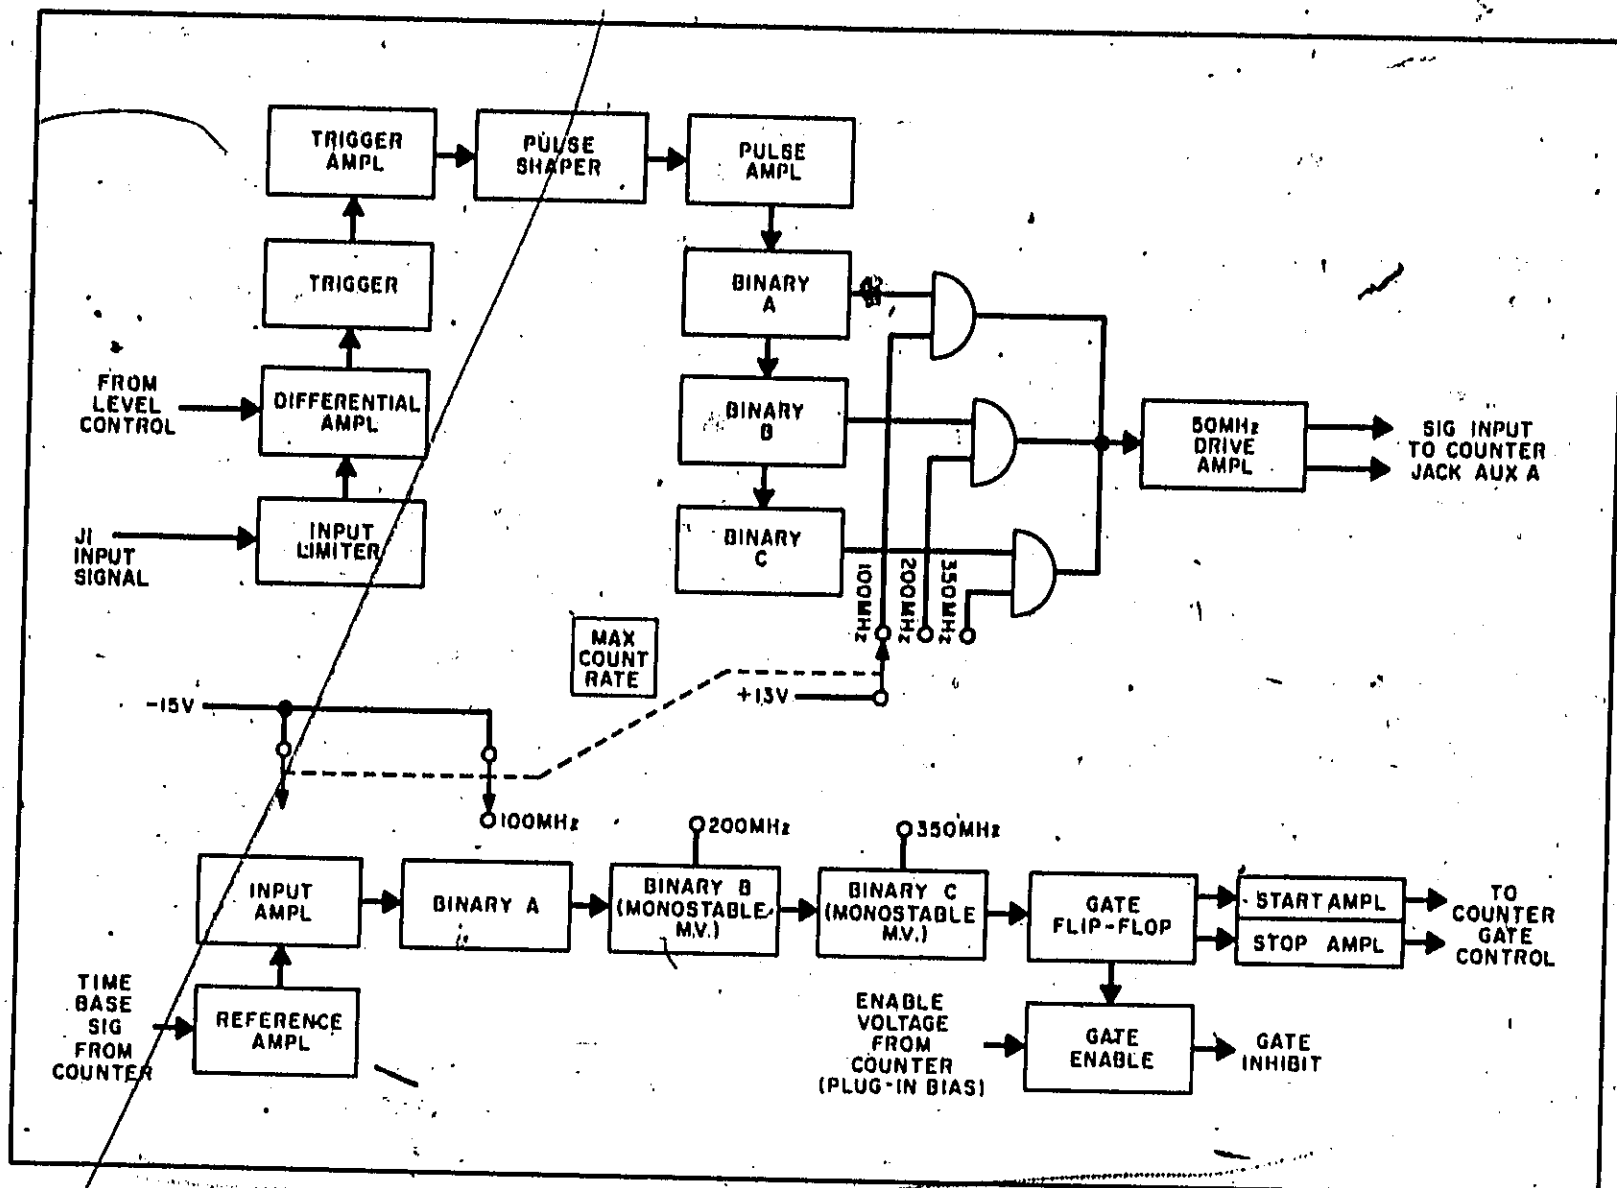 TRIGGER
AMPL
PULSE
SHAPER
PULSE
AMPL
TRIGGER
BINARY
A
FROM
LEVEL
CONTROL
DIFFERENTIAL
AMPL
BINARY
B
50MHz
DRIVE
AMPL
SIG INPUT
TO COUNTER
JACK AUX A
J1
INPUT
SIGNAL
INPUT
LIMITER
BINARY
C
100MHz
200MHz
350MHz
MAX
COUNT
RATE
+13V
-15V
100MHz
200MHz
350MHz
INPUT
AMPL
BINARY A
BINARY B
(MONOSTABLE
M.V.)
BINARY C
(MONOSTABLE
M.V.)
GATE
FLIP-FLOP
START AMPL
STOP AMPL
TO
COUNTER
GATE
CONTROL
TIME
BASE
SIG
FROM
COUNTER
REFERENCE
AMPL
ENABLE
VOLTAGE
FROM
COUNTER
(PLUG-IN BIAS)
GATE
ENABLE
GATE
INHIBIT